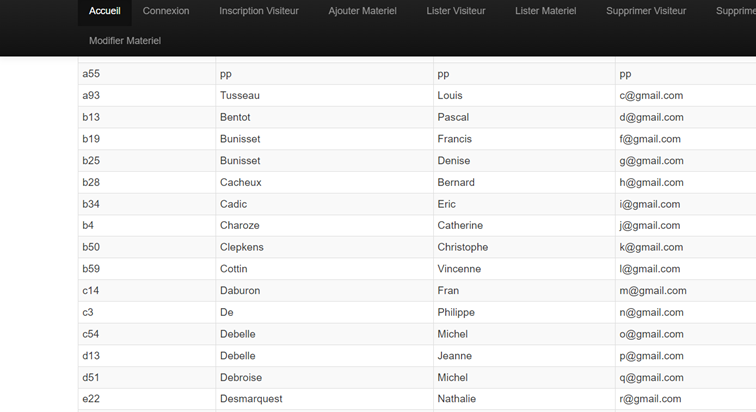 Accueil Connexion Inscription Visiteur Ajouter Materiel Lister Visiteur Lister Materiel Supprimer Visiteur Supprime
Modifier Materiel
a55 pp pp pp
a93 Tusseau Louis c@gmail.com
b13 Bentot Pascal d@gmail.com
b19 Bunisset Francis f@gmail.com
b25 Bunisset Denise g@gmail.com
b28 Cacheux Bernard h@gmail.com
b34 Cadic Eric i@gmail.com
b4 Charoze Catherine j@gmail.com
b50 Clepkens Christophe k@gmail.com
b59 Cottin Vincenne l@gmail.com
c14 Daburon Fran m@gmail.com
c3 De Philippe n@gmail.com
c54 Debelle Michel o@gmail.com
d13 Debelle Jeanne p@gmail.com
d51 Debroise Michel q@gmail.com
e22 Desmarquest Nathalie r@gmail.com